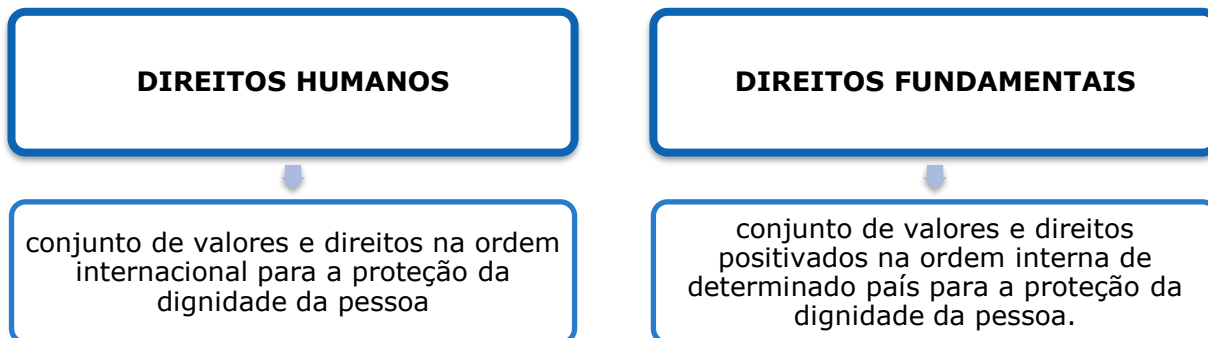 DIREITOS HUMANOS
conjunto de valores e direitos na ordem
internacional para a proteção da
dignidade da pessoa
DIREITOS FUNDAMENTAIS
conjunto de valores e direitos
positivados na ordem interna de
determinado país para a proteção da
dignidade da pessoa.